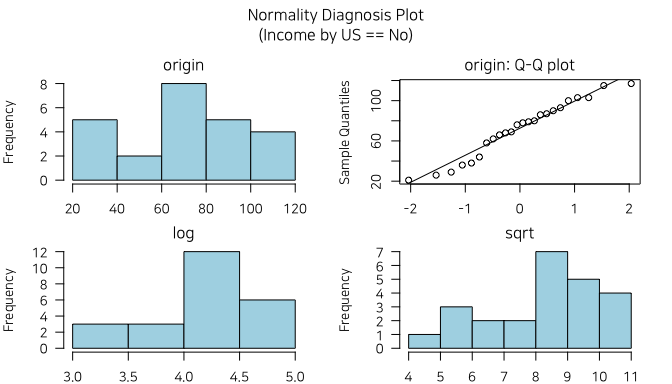 Normality Diagnosis Plot
(Income by US == No)
origin
Frequency
0 2 4 6 8
20 40 60 80 100 120
origin: Q-Q plot
Sample Quantiles
20 60 100
-2 -1 0 1 2
log
Frequency
0 2 4 6 8 10 12
3.0 3.5 4.0 4.5 5.0
sqrt
Frequency
0 1 2 3 4 5 6 7
4 5 6 7 8 9 10 11